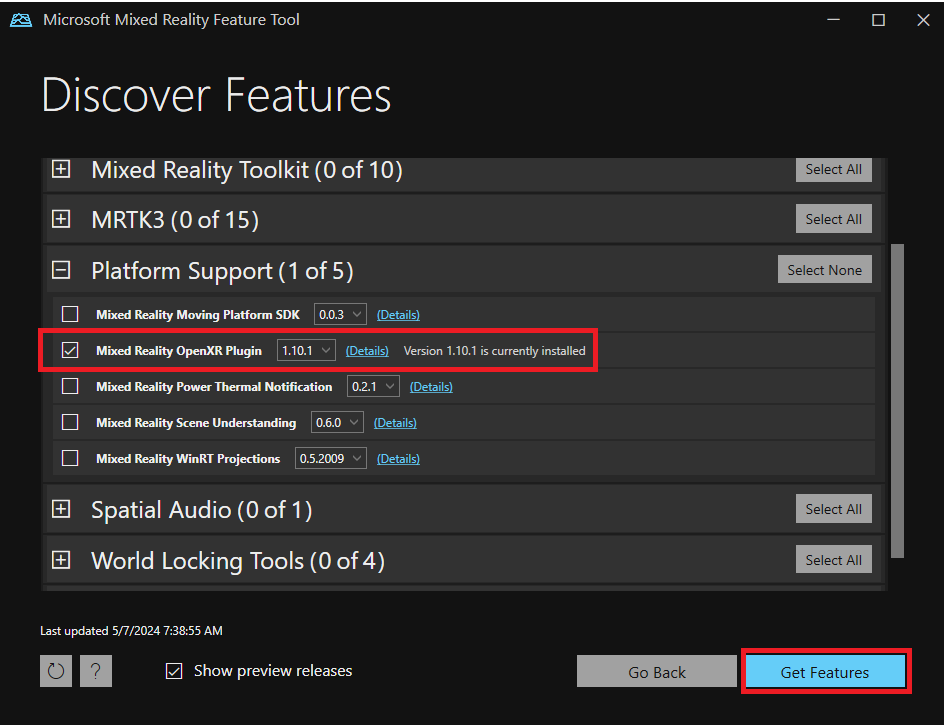 Microsoft Mixed Reality Feature Tool
Discover Features
Mixed Reality Toolkit (0 of 10) Select All
MRTK3 (0 of 15) Select All
Platform Support (1 of 5) Select None
Mixed Reality Moving Platform SDK 0.0.3 (Details)
Mixed Reality OpenXR Plugin 1.10.1 (Details) Version 1.10.1 is currently installed
Mixed Reality Power Thermal Notification 0.2.1 (Details)
Mixed Reality Scene Understanding 0.6.0 (Details)
Mixed Reality WinRT Projections 0.5.2009 (Details)
Spatial Audio (0 of 1) Select All
World Locking Tools (0 of 4) Select All
Last updated 5/7/2024 7:38:55 AM
? Show preview releases Go Back Get Features